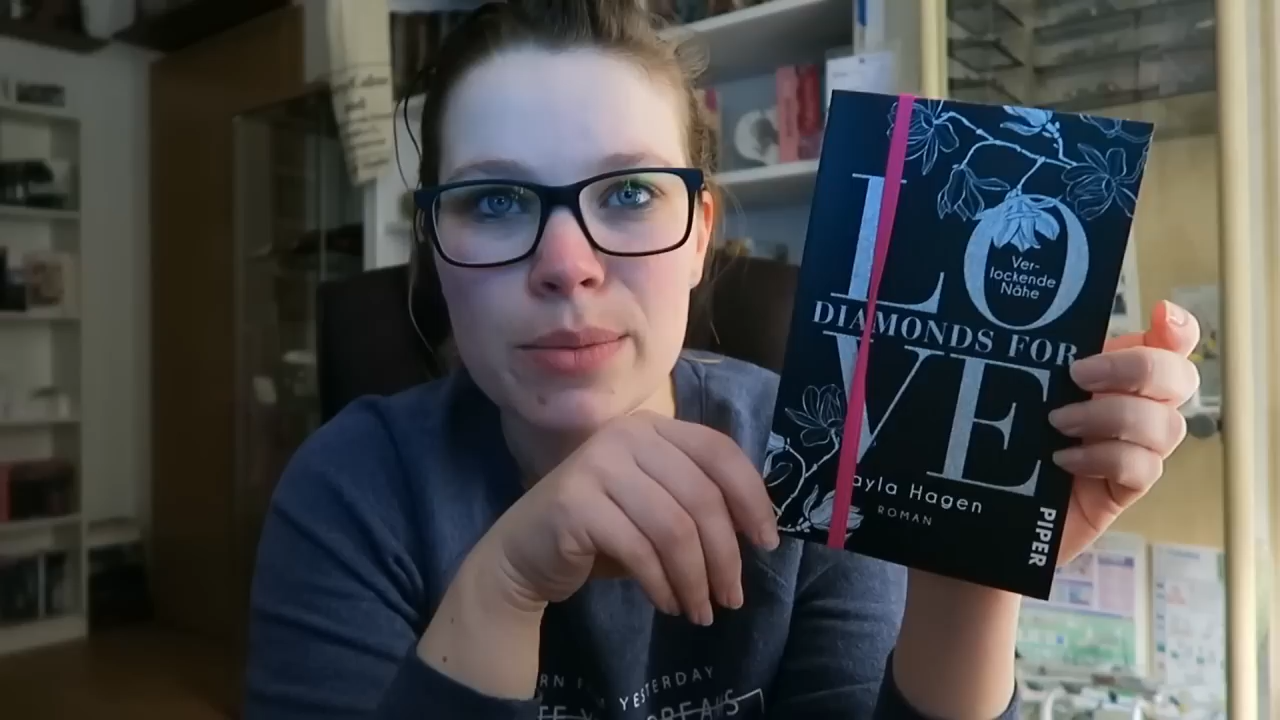 LO
Ver-
lockende
Nähe
DIAMONDS FOR
VE
ayla Hagen
ROMAN
PIPER
YESTERDAY